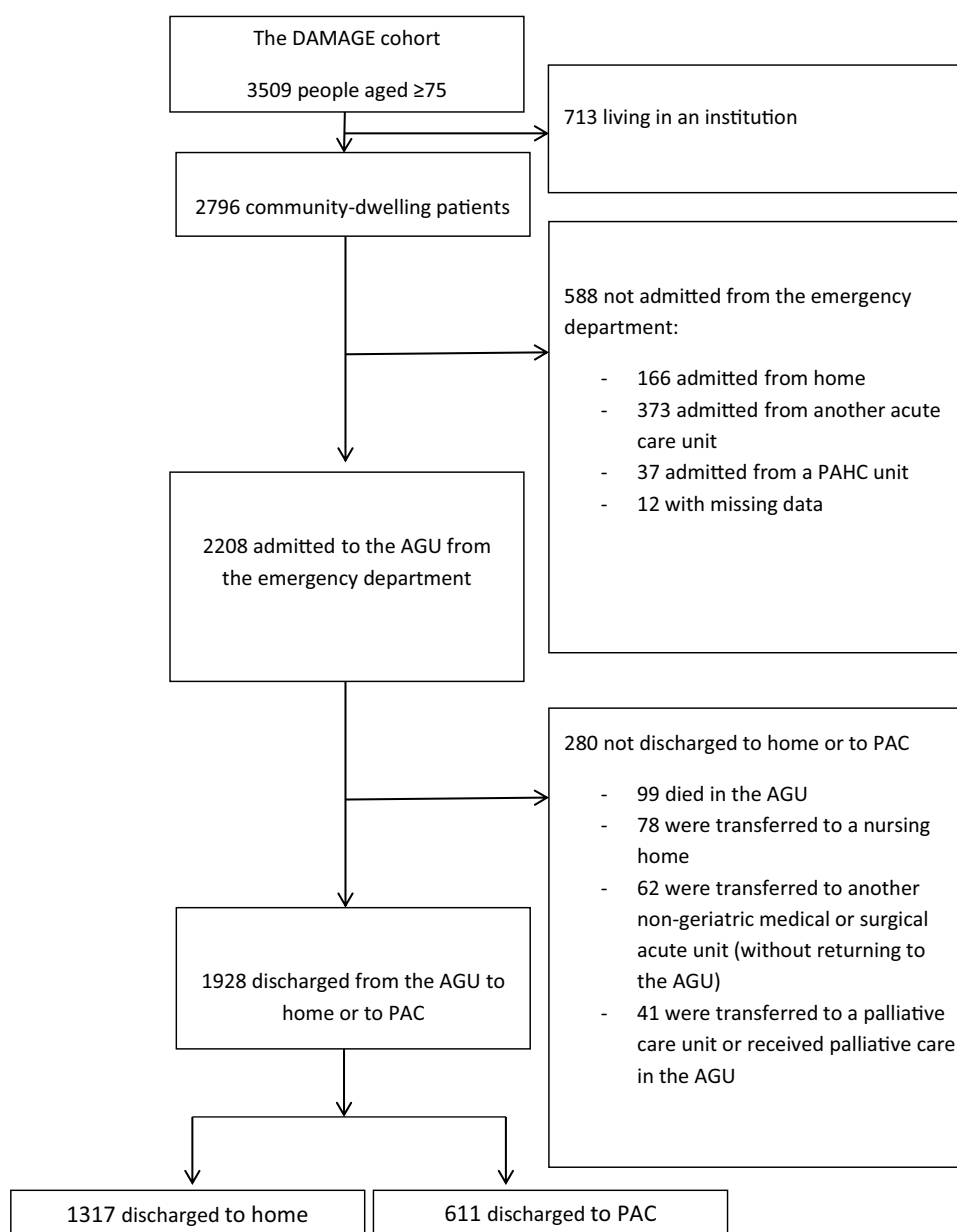 The DAMAGE cohort
3509 people aged ≥75
713 living in an institution
2796 community-dwelling patients
588 not admitted from the emergency
department:
- 166 admitted from home
- 373 admitted from another acute
care unit
- 37 admitted from a PAHC unit
- 12 with missing data
2208 admitted to the AGU from
the emergency department
280 not discharged to home or to PAC
- 99 died in the AGU
- 78 were transferred to a nursing
home
- 62 were transferred to another
non-geriatric medical or surgical
acute unit (without returning to
the AGU)
- 41 were transferred to a palliative
care unit or received palliative care
in the AGU
1928 discharged from the AGU to
home or to PAC
1317 discharged to home
611 discharged to PAC